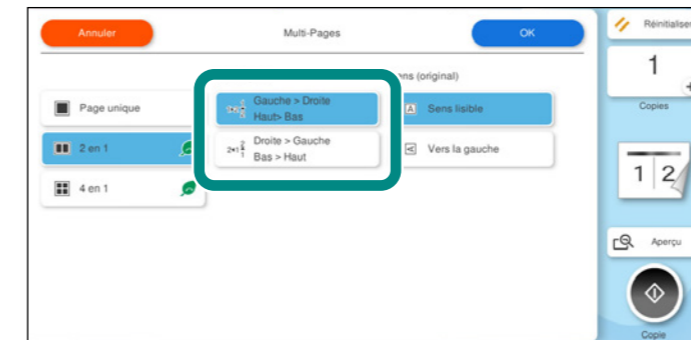 Annuler
Multi-Pages
OK
Réinitialiser
(original)
1
Copies
Page unique
Gauche > Droite
Haut> Bas
Sens lisible
2 en 1
Droite > Gauche
Bas > Haut
Vers la gauche
4 en 1
1 2
Aperçu
Copie